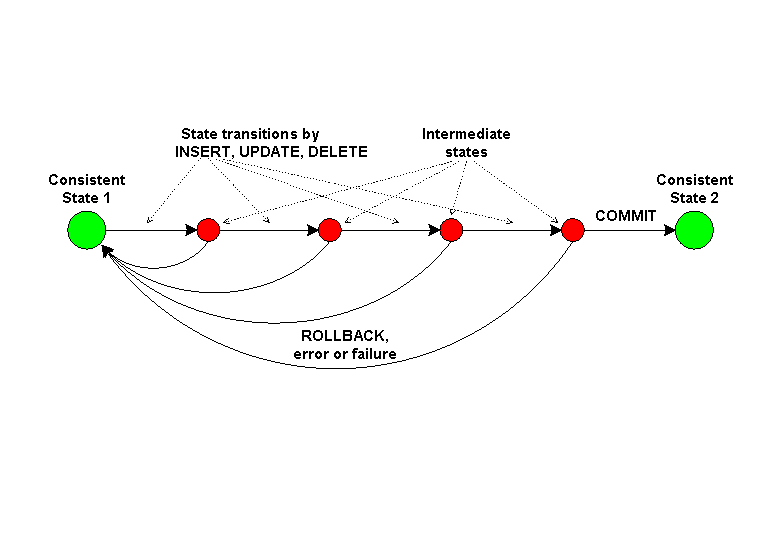 State transitions by
INSERT, UPDATE, DELETE
Intermediate
states
Consistent
State 1
Consistent
State 2
COMMIT
ROLLBACK,
error or failure